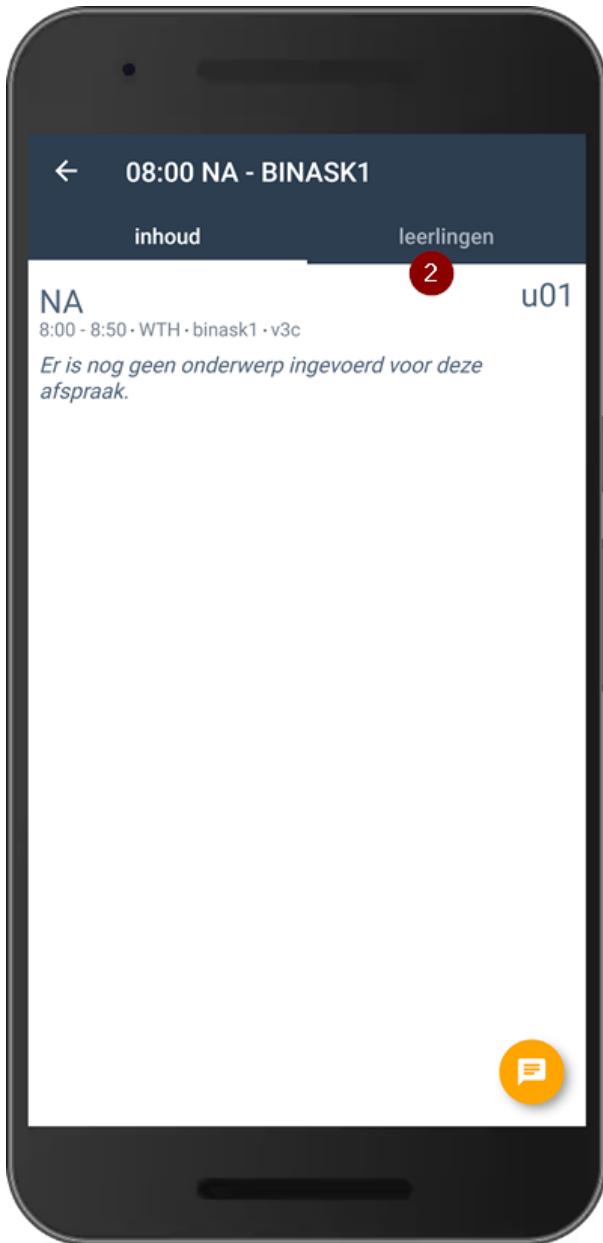 08:00 NA - BINASK1
inhoud leerlingen
2
NA u01
8:00 - 8:50 · WTH · binask1 · v3c
Er is nog geen onderwerp ingevoerd voor deze
afspraak.